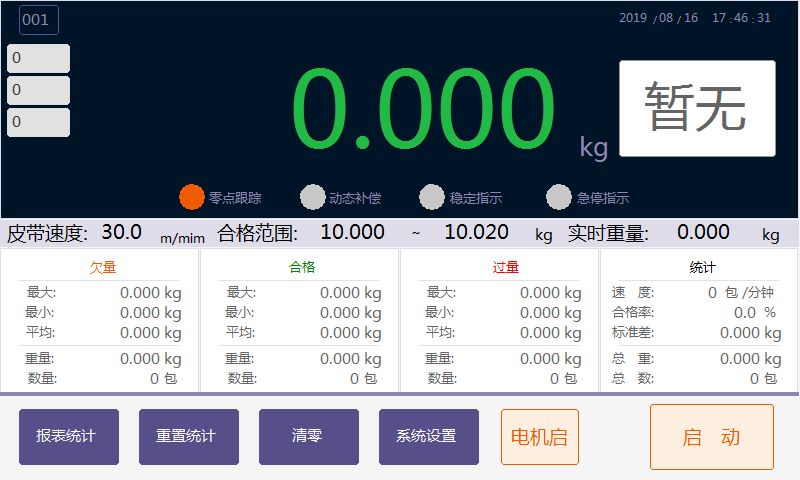 001 2019 / 08 / 16 17 : 46 : 31
0
0
0
0.000 kg 暂无
零点跟踪 动态补偿 稳定指示 急停指示
皮带速度: 30.0 m/mim 合格范围: 10.000 ~ 10.020 kg 实时重量: 0.000 kg
欠量 合格 过量 统计
最大: 0.000 kg 最大: 0.000 kg 最大: 0.000 kg 速 度: 0 包 /分钟
最小: 0.000 kg 最小: 0.000 kg 最小: 0.000 kg 合格率: 0.0 %
平均: 0.000 kg 平均: 0.000 kg 平均: 0.000 kg 标准差: 0.000 kg
重量: 0.000 kg 重量: 0.000 kg 重量: 0.000 kg 总 重: 0.000 kg
数量: 0 包 数量: 0 包 数量: 0 包 总 数: 0 包
报表统计 重置统计 清零 系统设置 电机启 启 动